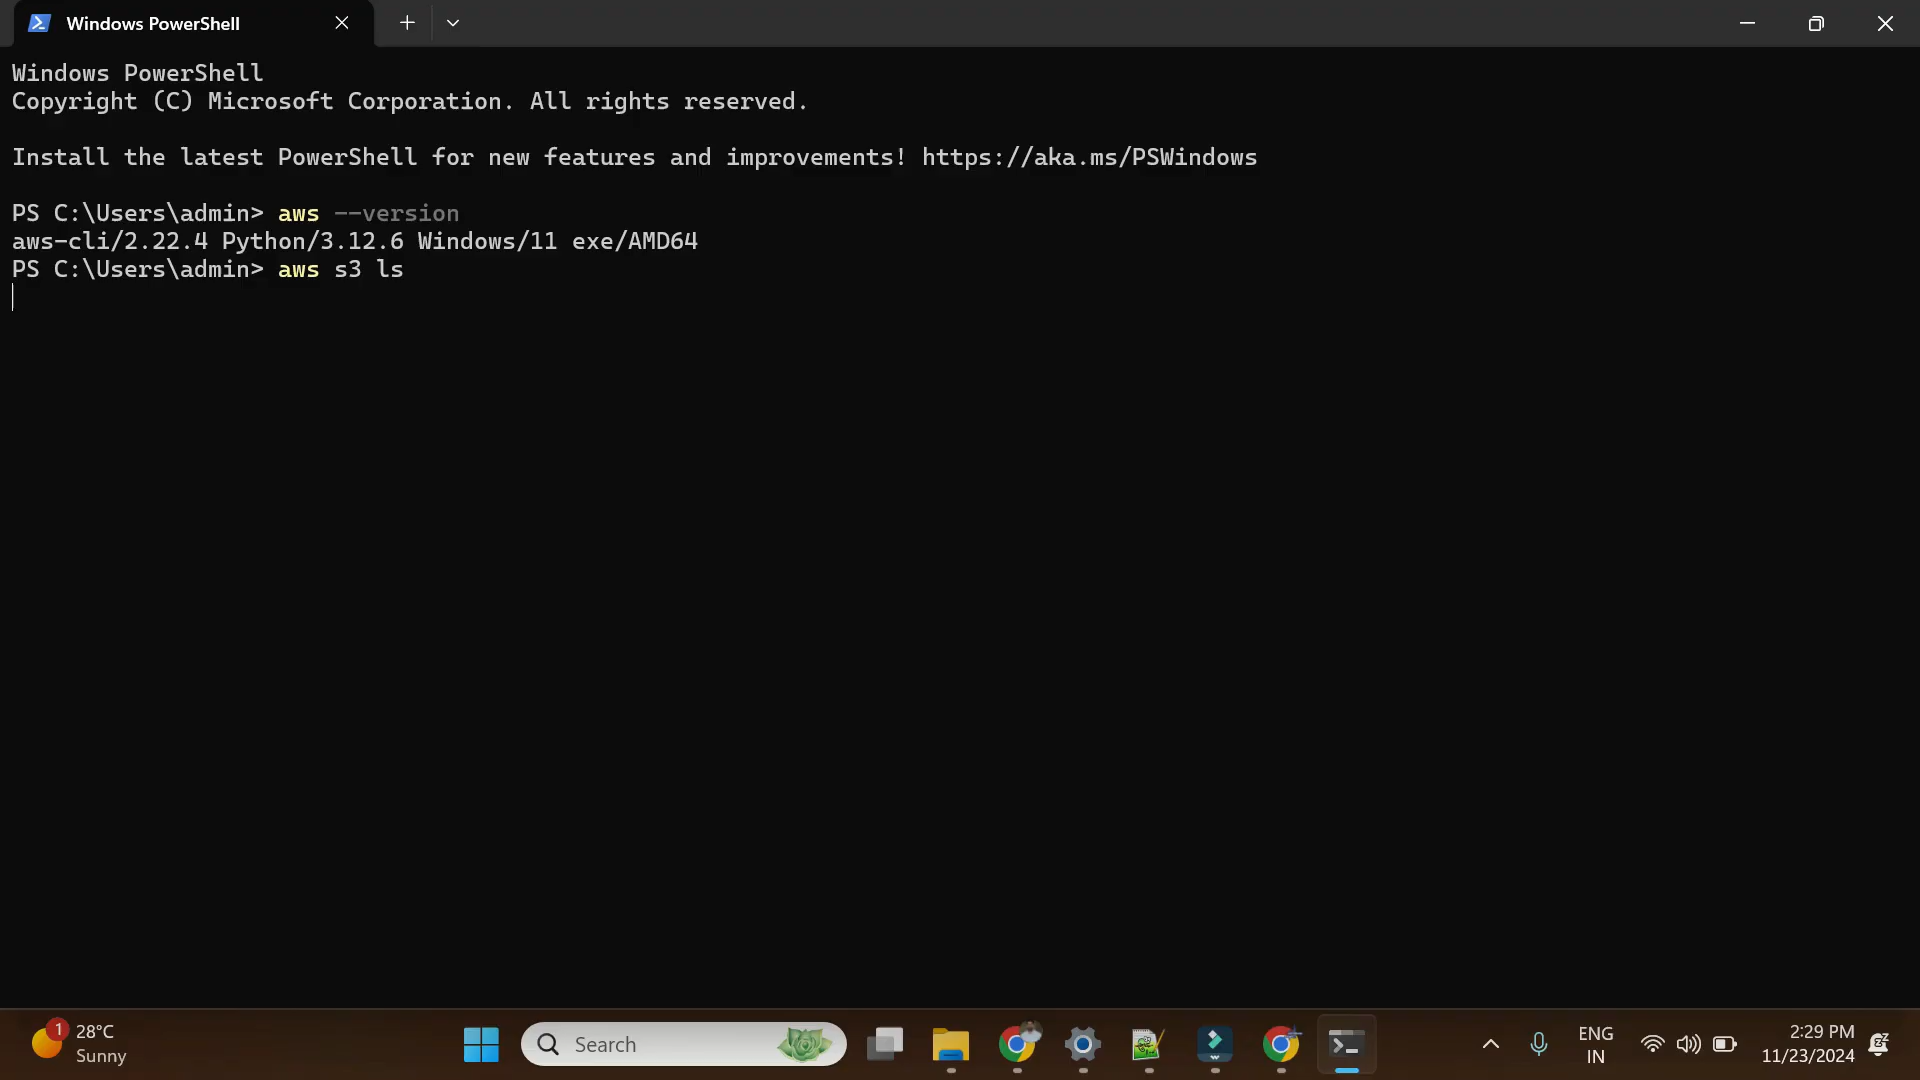 Windows PowerShell
Windows PowerShell
Copyright (C) Microsoft Corporation. All rights reserved.
Install the latest PowerShell for new features and improvements! https://aka.ms/PSWindows
PS C:\Users\admin> aws --version
aws-cli/2.22.4 Python/3.12.6 Windows/11 exe/AMD64
PS C:\Users\admin> aws s3 ls
1
28°C
Sunny
Search
ENG
IN
2:29 PM
11/23/2024